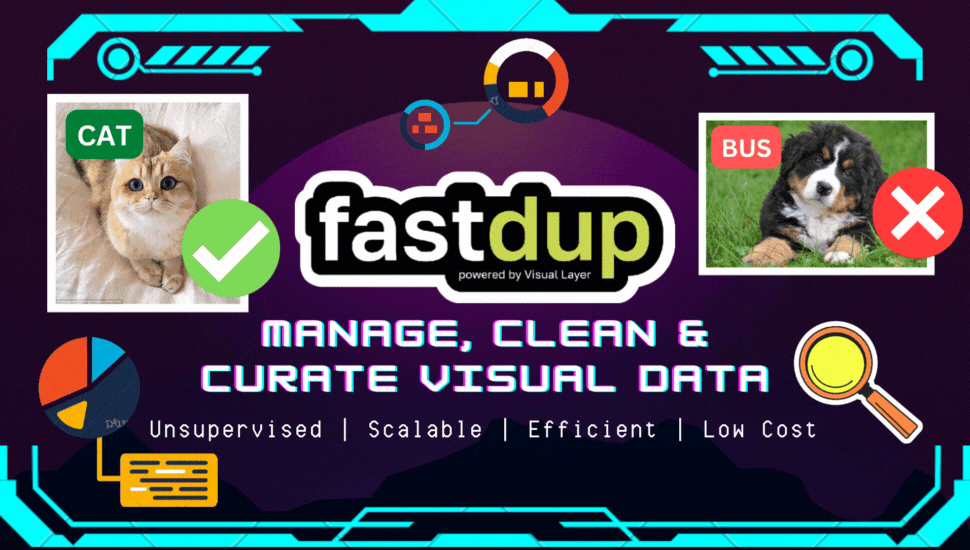 CAT
BUS
fastdup
powered by Visual Layer
MANAGE, CLEAN &
CURATE VISUAL DATA
Unsupervised | Scalable | Efficient | Low Cost